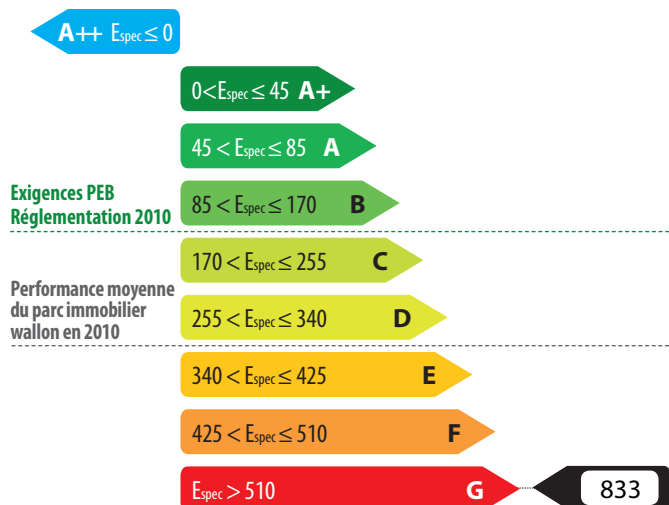 A++ Espec ≤ 0
0<Espec ≤ 45 A+
45 < Espec ≤ 85 A
Exigences PEB
Réglementation 2010
85 < Espec ≤ 170 B
170 < Espec ≤ 255 C
Performance moyenne
du parc immobilier
wallon en 2010
255 < Espec ≤ 340 D
340 < Espec ≤ 425 E
425 < Espec ≤ 510 F
Espec > 510 G 833